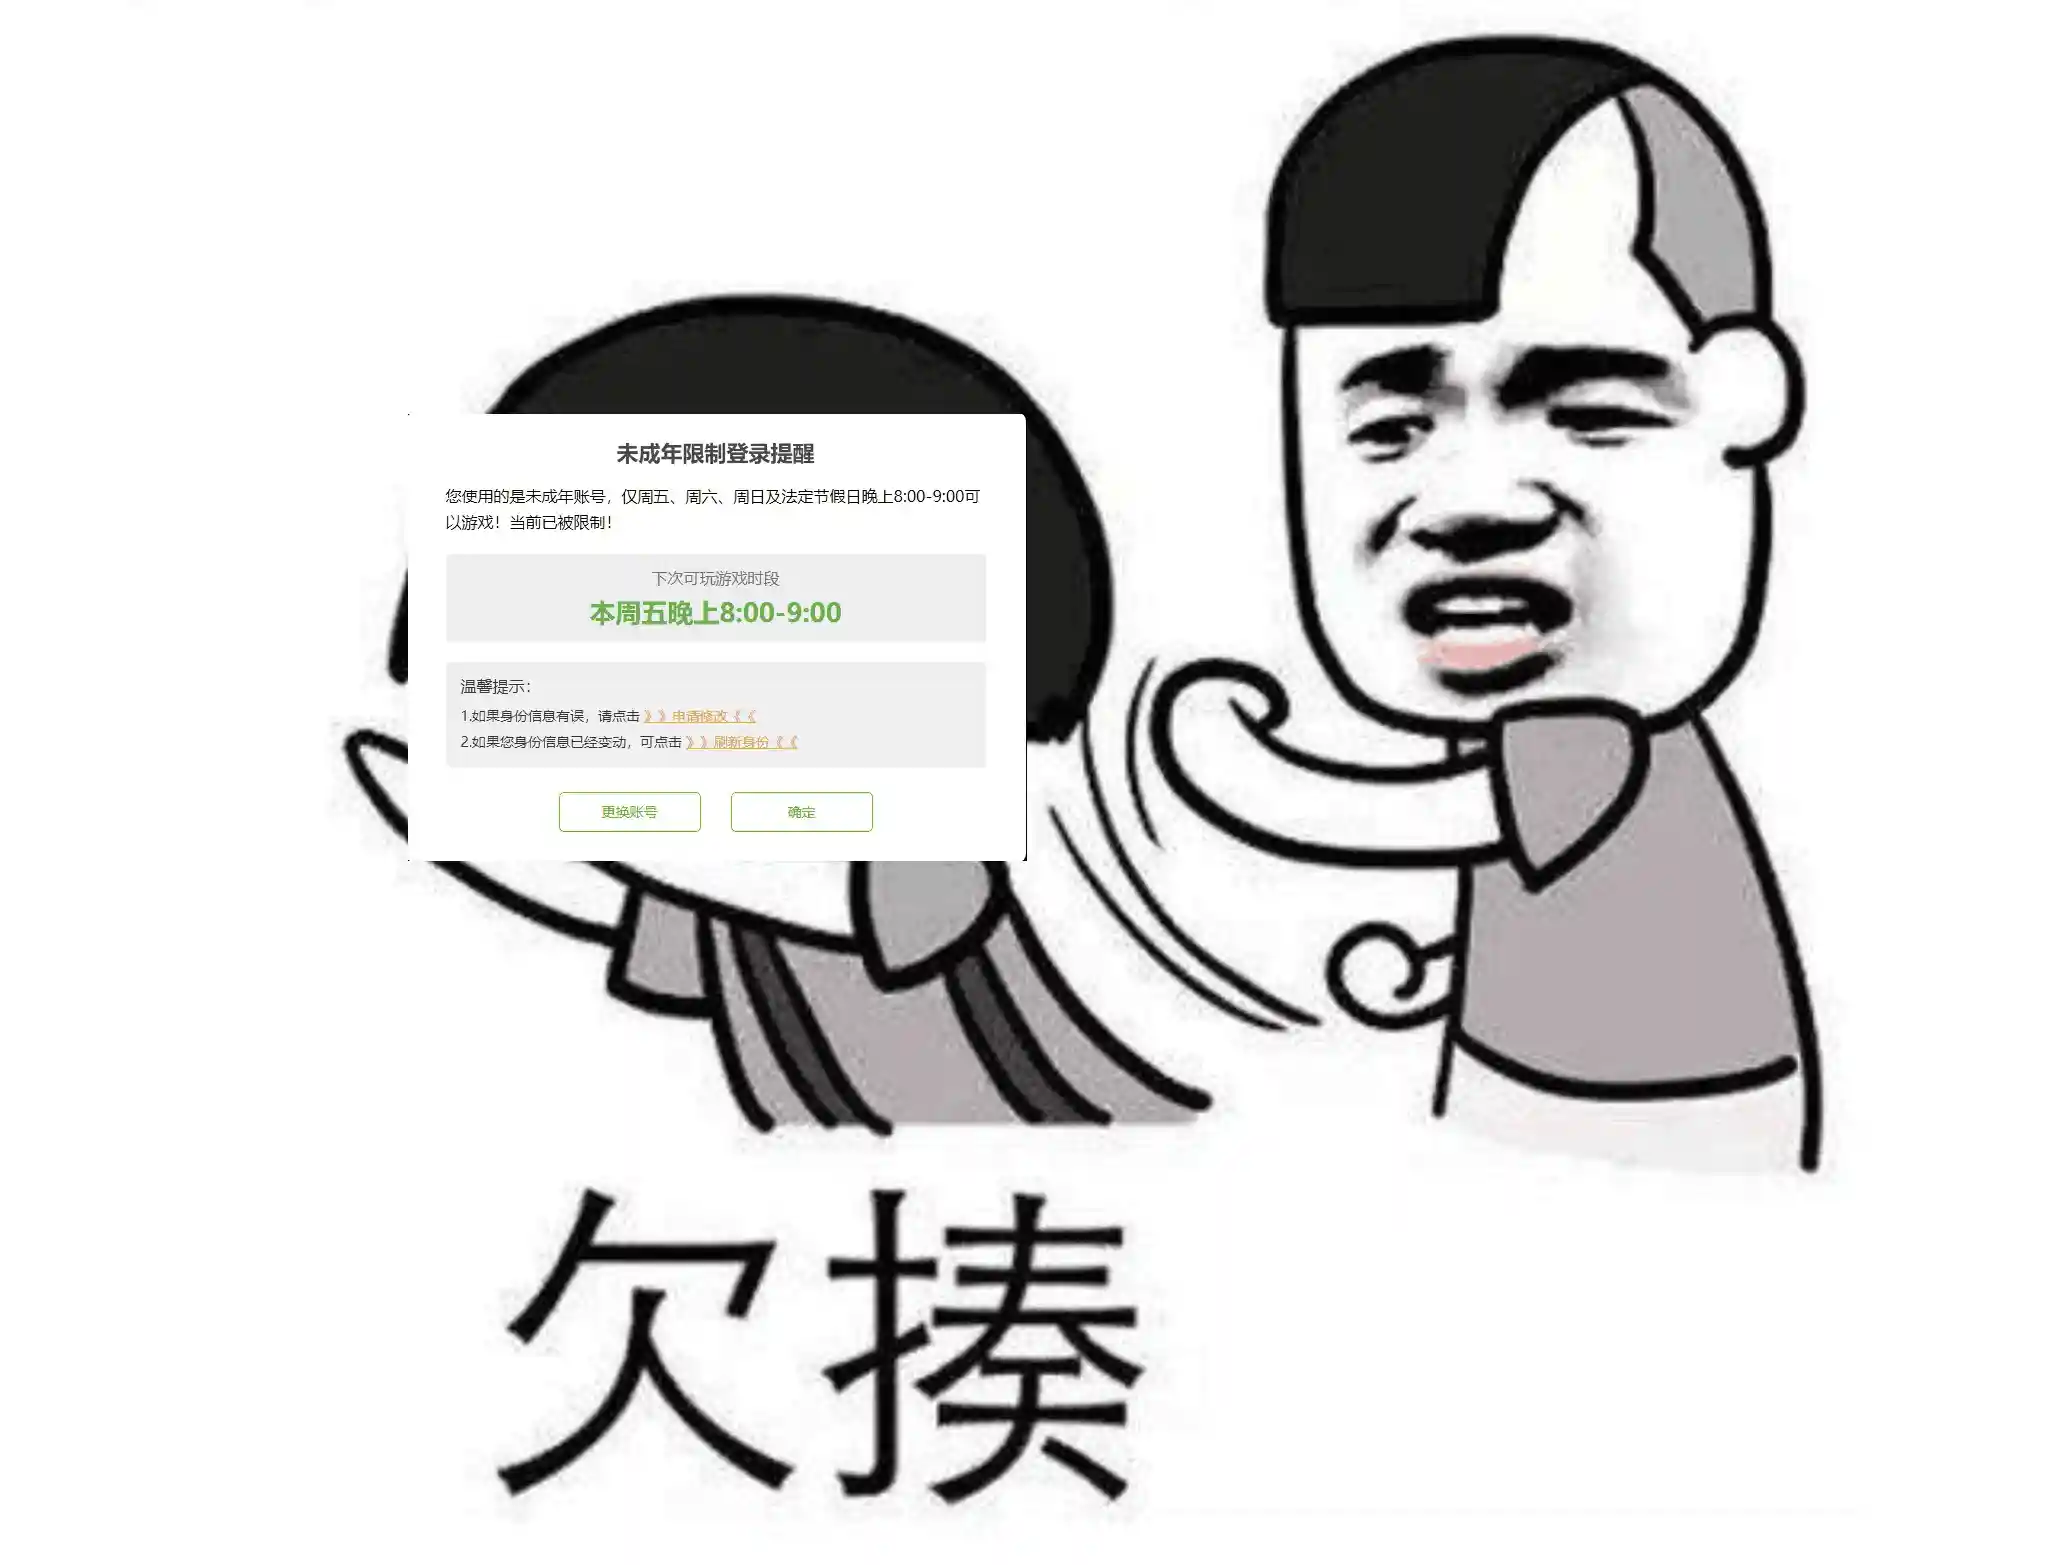 未成年限制登录提醒
您使用的是未成年账号，仅周五、周六、周日及法定节假日晚上8:00-9:00可
以游戏！当前已被限制！
下次可玩游戏时段
本周五晚上8:00-9:00
温馨提示：
1.如果身份信息有误，请点击 》》申请修改《《
2.如果您身份信息已经变动，可点击 》》刷新身份《《
更换账号 确定
欠揍